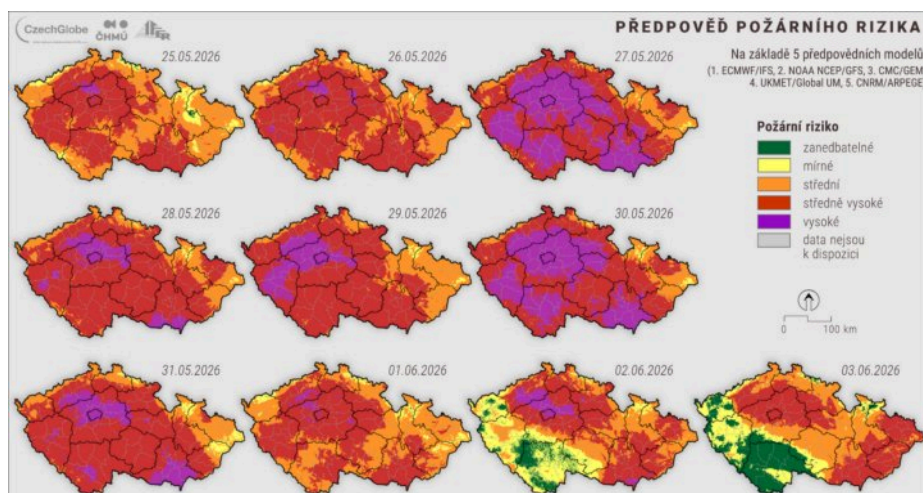 CzechGlobe
ČHMÚ
PŘEDPOVĚĎ POŽÁRNÍHO RIZIKA
Na základě 5 předpovědních modelů
(1. ECMWF/IFS, 2. NOAA NCEP/GFS, 3. CMC/GEM
4. UKMET/Global UM, 5. CNRM/ARPEGE
25.05.2026
26.05.2026
27.05.2026
Požární riziko
zanedbatelné
mírné
střední
středně vysoké
vysoké
data nejsou
k dispozici
28.05.2026
29.05.2026
30.05.2026
0
100 km
31.05.2026
01.06.2026
02.06.2026
03.06.2026